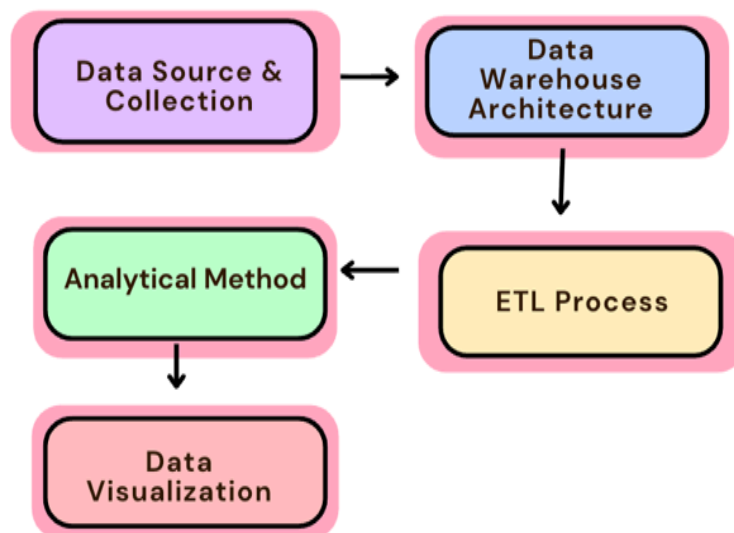 Data Source &
Collection
Data
Warehouse
Architecture
ETL Process
Analytical Method
Data
Visualization